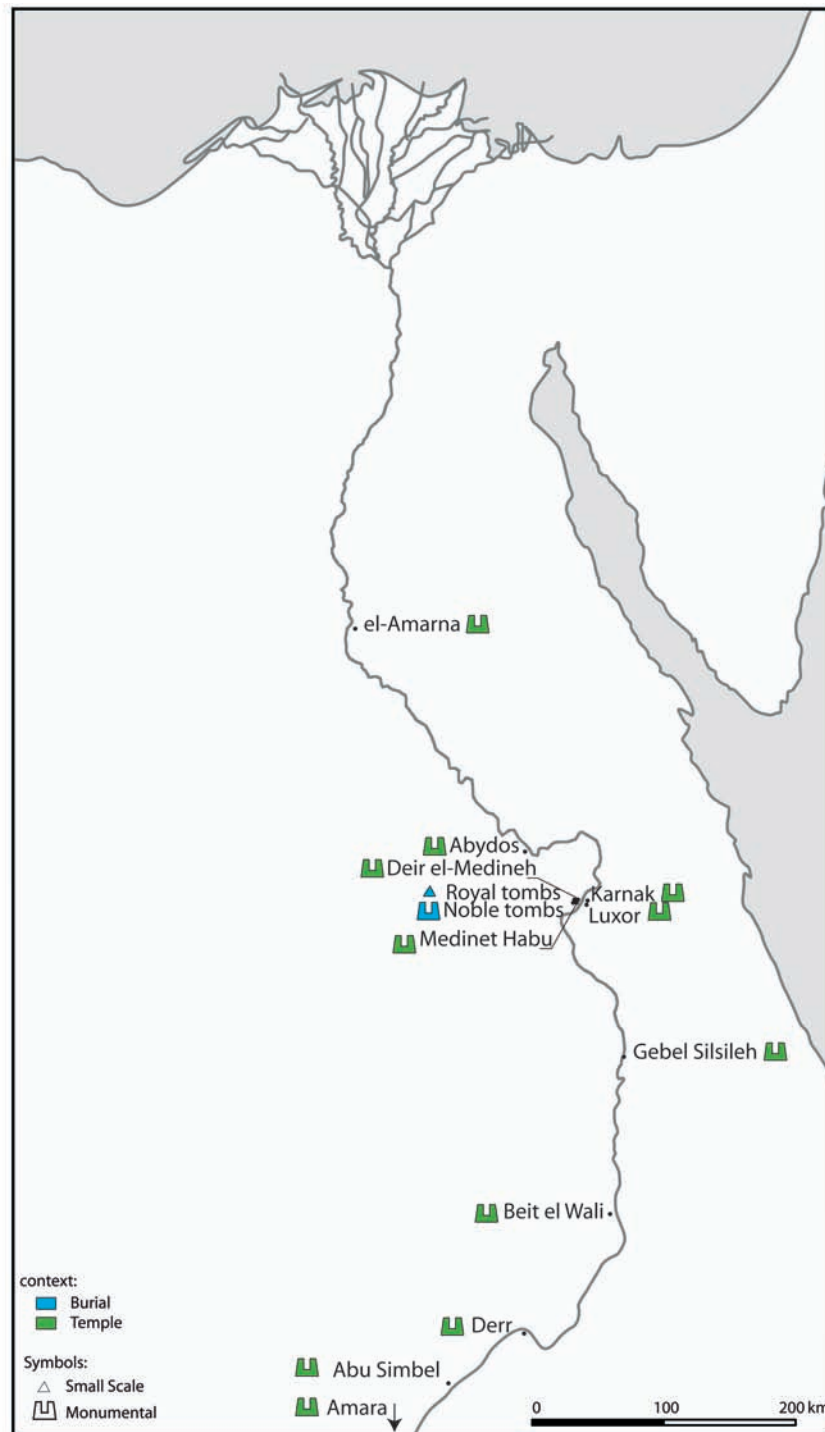 el-Amarna
Abydos
Deir el-Medineh
Royal tombs
Karnak
Noble tombs
Luxor
Medinet Habu
Gebel Silsileh
Beit el Wali
context:
Burial
Temple
Derr
Symbols:
Small Scale
Monumental
Abu Simbel
Amara
0 100 200 km